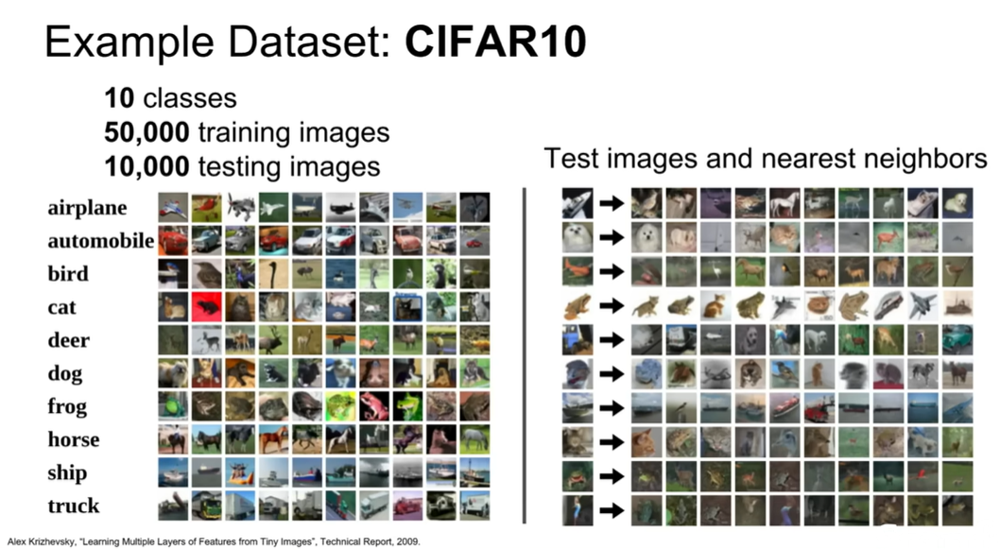 Example Dataset: CIFAR10
10 classes
50,000 training images
10,000 testing images
Test images and nearest neighbors
airplane
automobile
bird
cat
deer
dog
frog
horse
ship
truck
Alex Krizhevsky, “Learning Multiple Layers of Features from Tiny Images”, Technical Report, 2009.